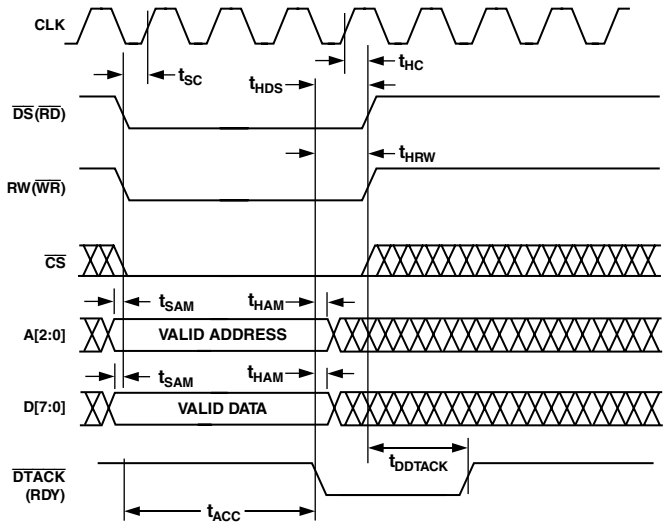 CLK
tSC
tHC
tHDS
DS(RD)
tHRW
RW(WR)
CS
tSAM
tHAM
A[2:0]
VALID ADDRESS
tSAM
tHAM
D[7:0]
VALID DATA
tDDTACK
DTACK
(RDY)
tACC